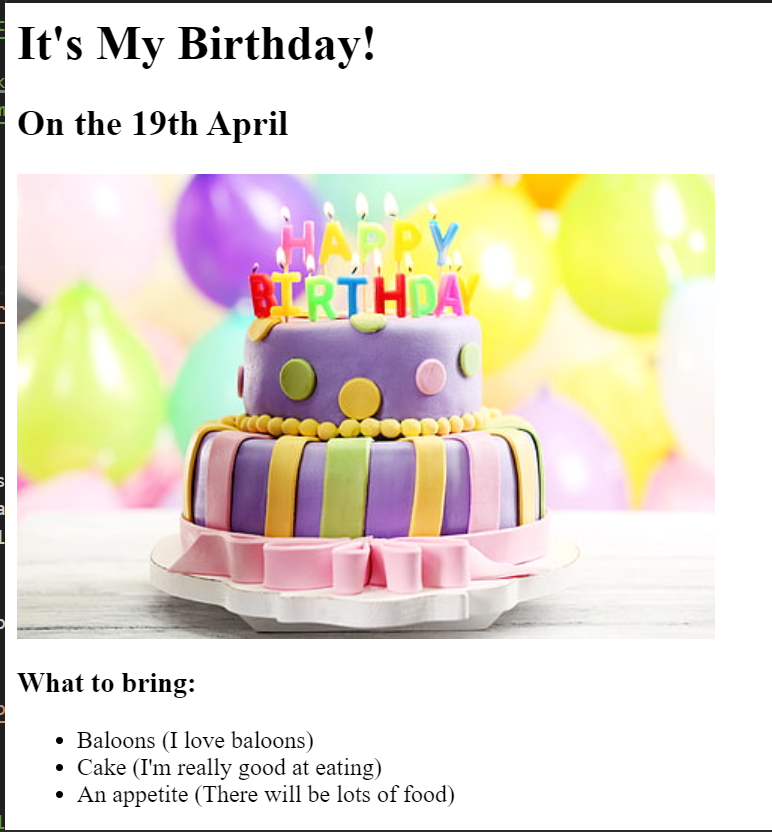 It's My Birthday!
On the 19th April
HAPPY
BIRTHDAY
What to bring:
Baloons (I love baloons)
Cake (I'm really good at eating)
An appetite (There will be lots of food)